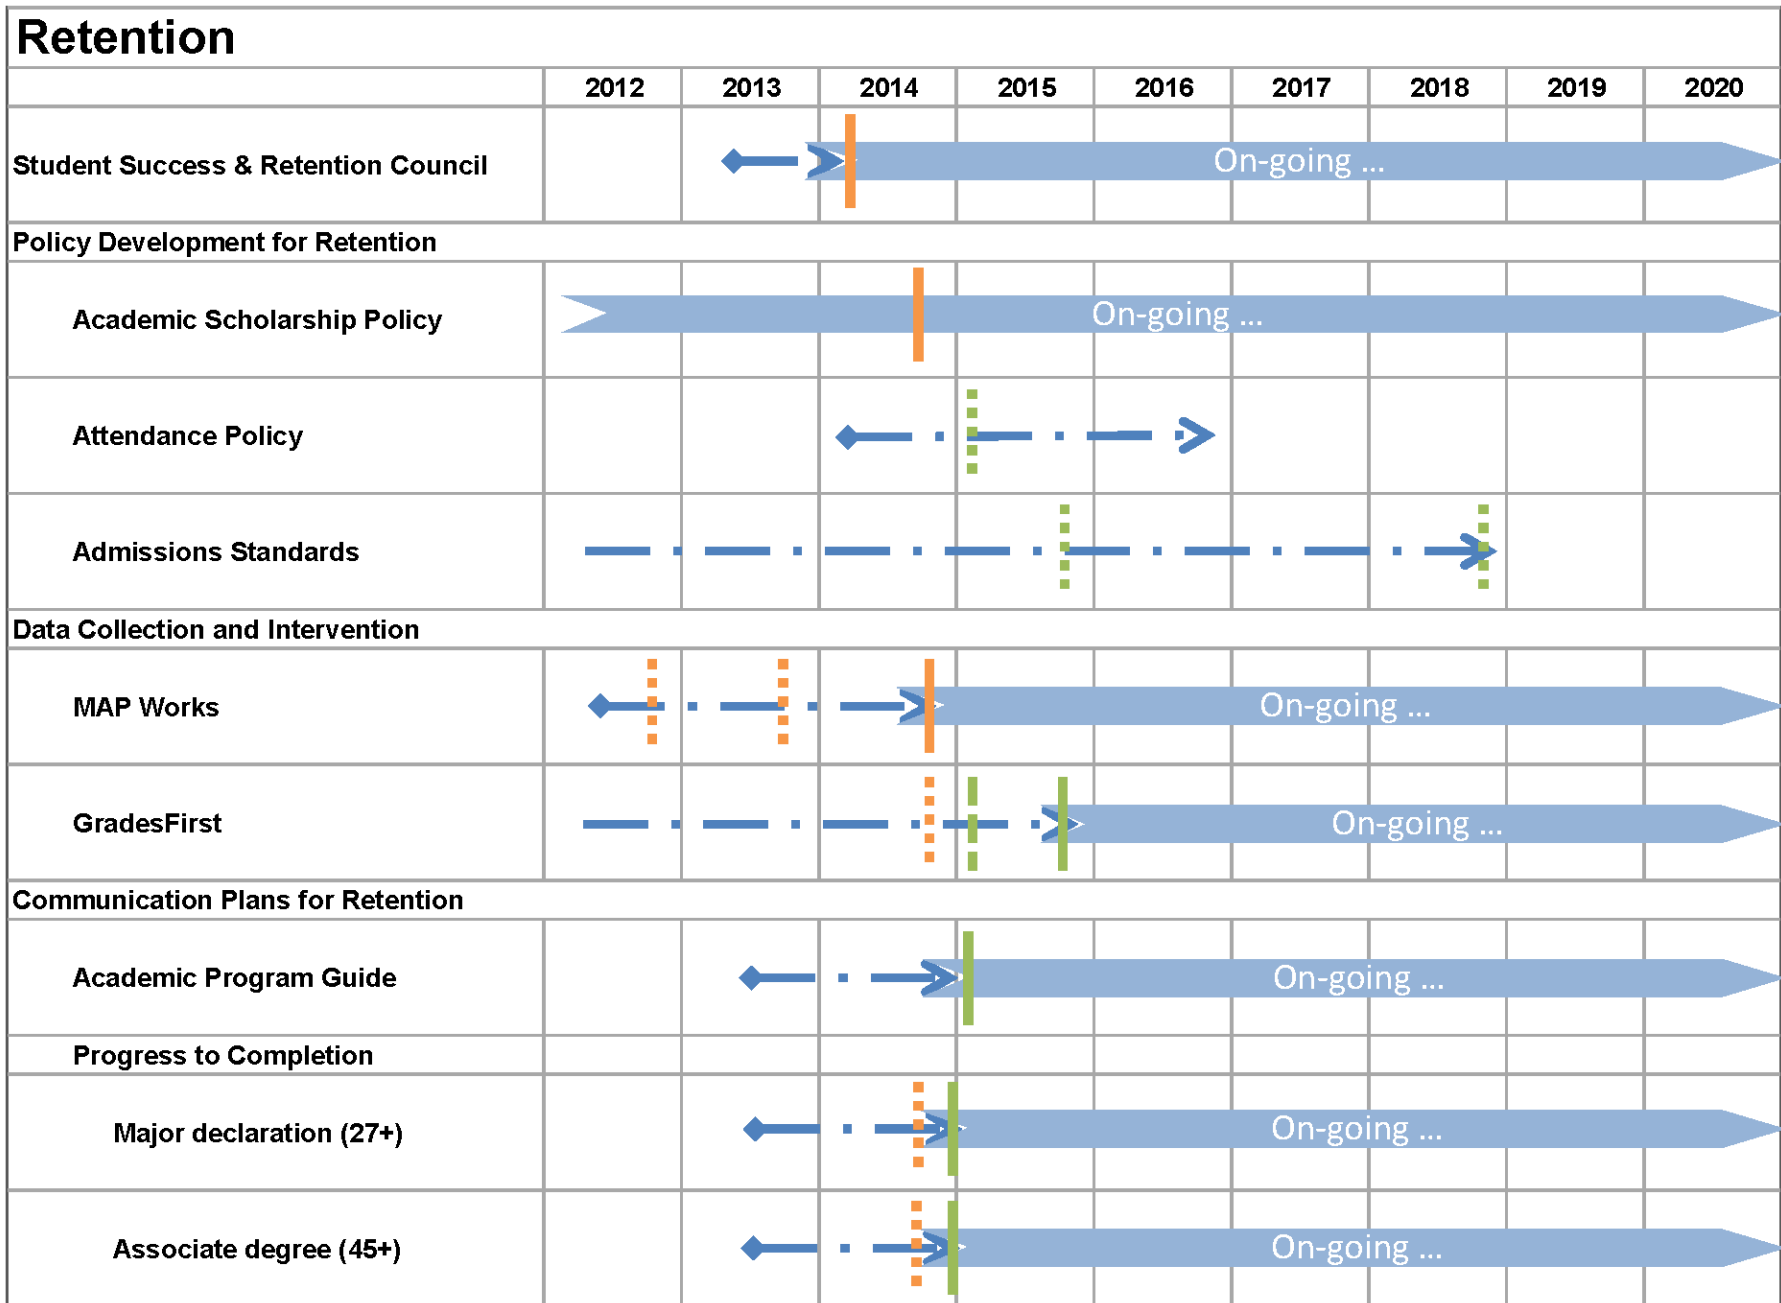 Retention
2012 2013 2014 2015 2016 2017 2018 2019 2020
Student Success & Retention Council On-going ...
Policy Development for Retention
Academic Scholarship Policy On-going ...
Attendance Policy
Admissions Standards
Data Collection and Intervention
MAP Works On-going ...
GradesFirst On-going ...
Communication Plans for Retention
Academic Program Guide On-going ...
Progress to Completion
Major declaration (27+) On-going ...
Associate degree (45+) On-going ...